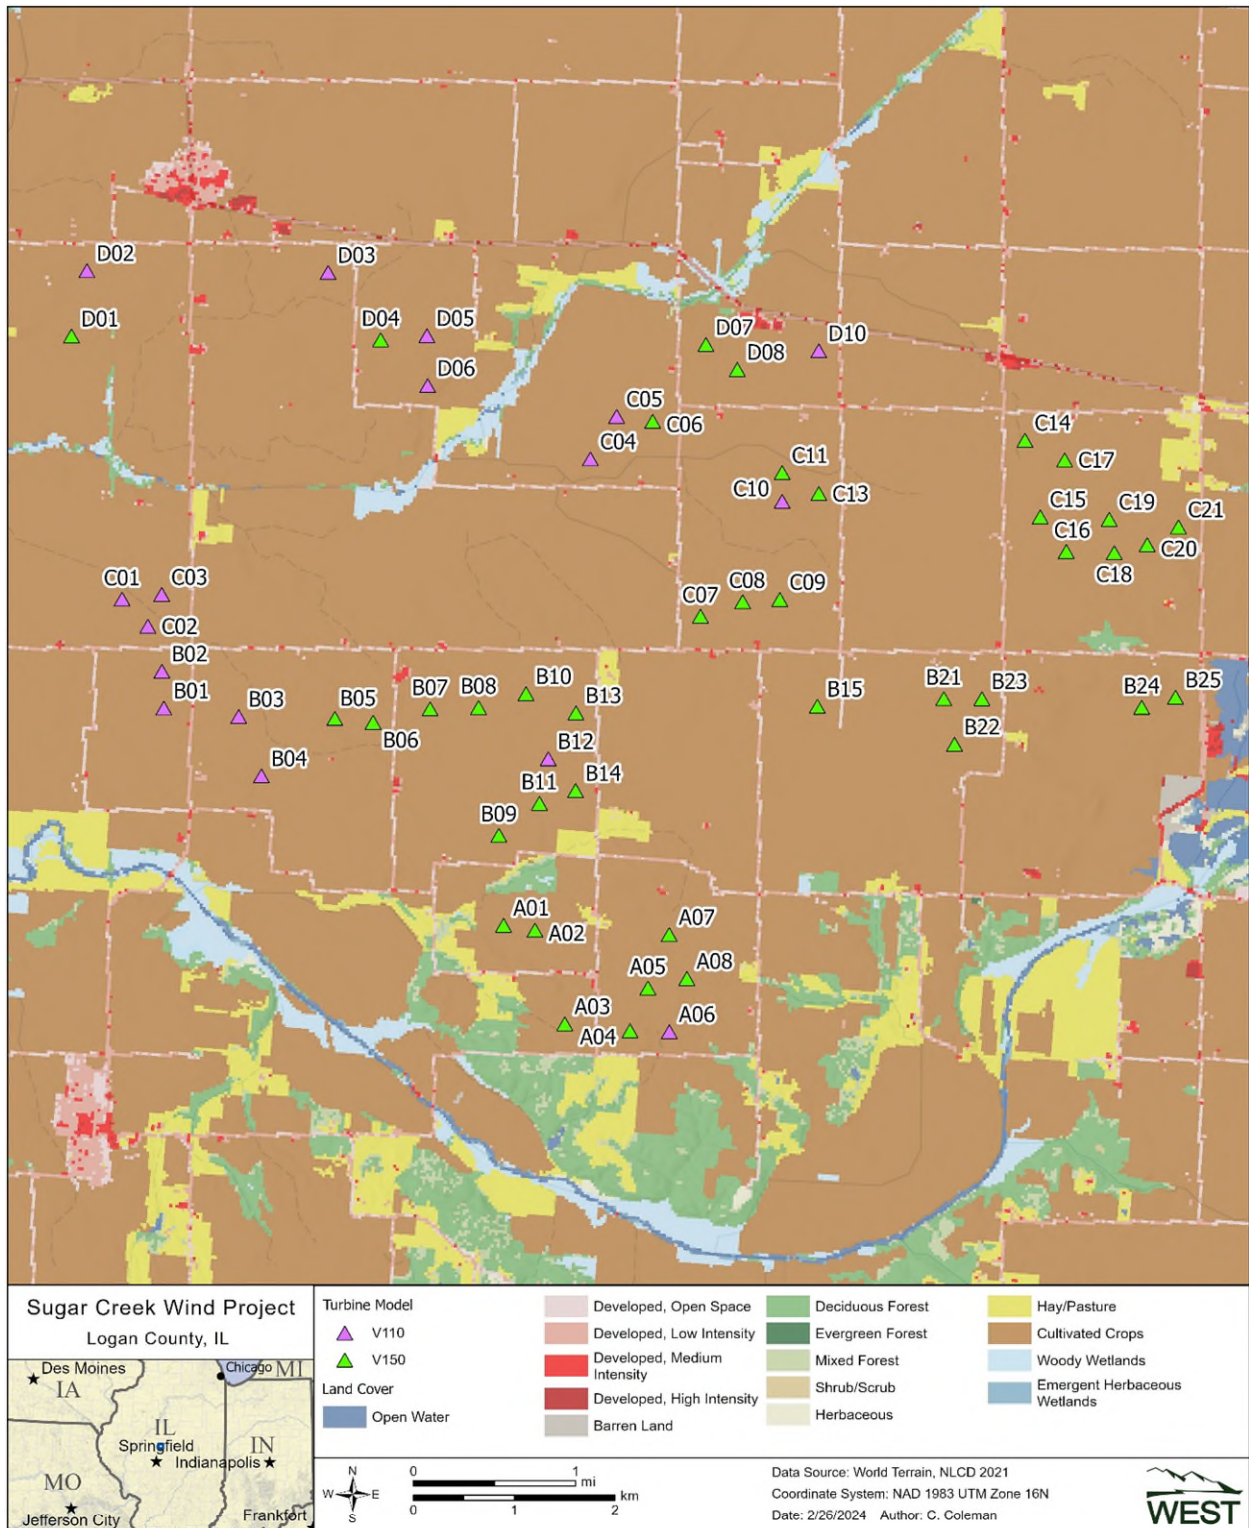 D02
D03
D01
D04
D05
D07
D10
D08
D06
C05
C06
C04
C14
C11
C17
C10
C13
C15
C19
C21
C16
C20
C18
C01
C03
C08
C09
C07
C02
B02
B10
B25
B07
B08
B21
B23
B24
B01
B03
B05
B13
B15
B06
B22
B12
B04
B14
B11
B09
A01
A07
A02
A08
A05
A03
A06
A04
Sugar Creek Wind Project
Logan County, IL
Des Moines
Chicago
MI
IA
IL
Springfield
IN
Indianapolis
MO
Jefferson City
Frankfort
Turbine Model
V110
V150
Land Cover
Open Water
Developed, Open Space
Developed, Low Intensity
Developed, Medium
Intensity
Developed, High Intensity
Barren Land
Deciduous Forest
Evergreen Forest
Mixed Forest
Shrub/Scrub
Herbaceous
Hay/Pasture
Cultivated Crops
Woody Wetlands
Emergent Herbaceous
Wetlands
N
W E
S
0 1
mi
km
0 1 2
Data Source: World Terrain, NLCD 2021
Coordinate System: NAD 1983 UTM Zone 16N
Date: 2/26/2024 Author: C. Coleman
WEST